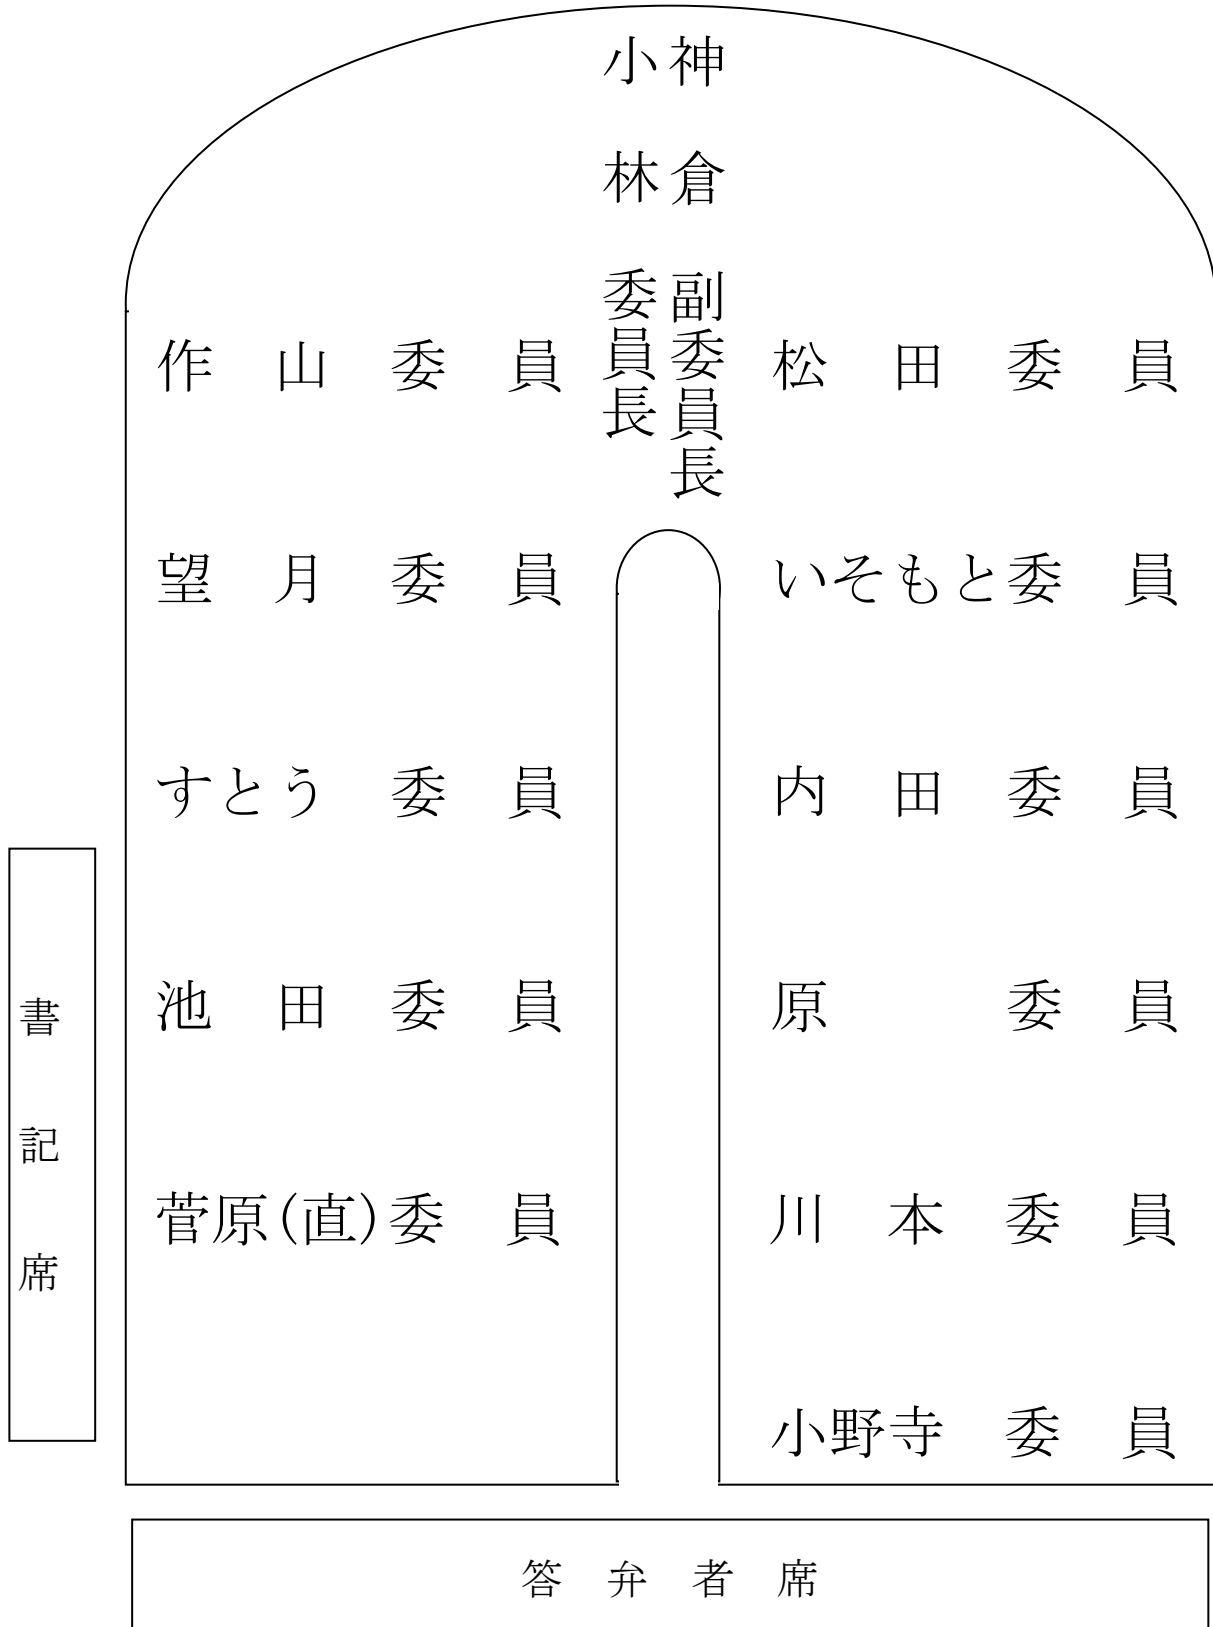 神倉副委員長
小林委員長
作山委員 松田委員
望月委員 いそもと委員
すとう委員 内田委員
池田委員 原委員
菅原(直)委員 川本委員
小野寺委員
書記席
答弁者席